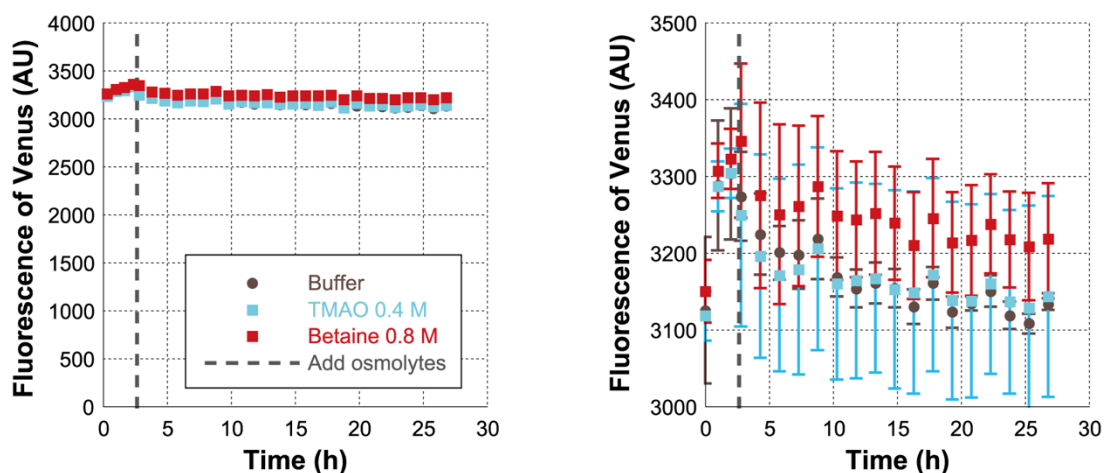 Fluorescence of Venus (AU)
4000
3500
3000
2500
2000
1500
1000
500
0
Buffer
TMAO 0.4 M
Betaine 0.8 M
Add osmolytes
0 5 10 15 20 25 30
Time (h)
Fluorescence of Venus (AU)
3500
3400
3300
3200
3100
3000
0 5 10 15 20 25 30
Time (h)